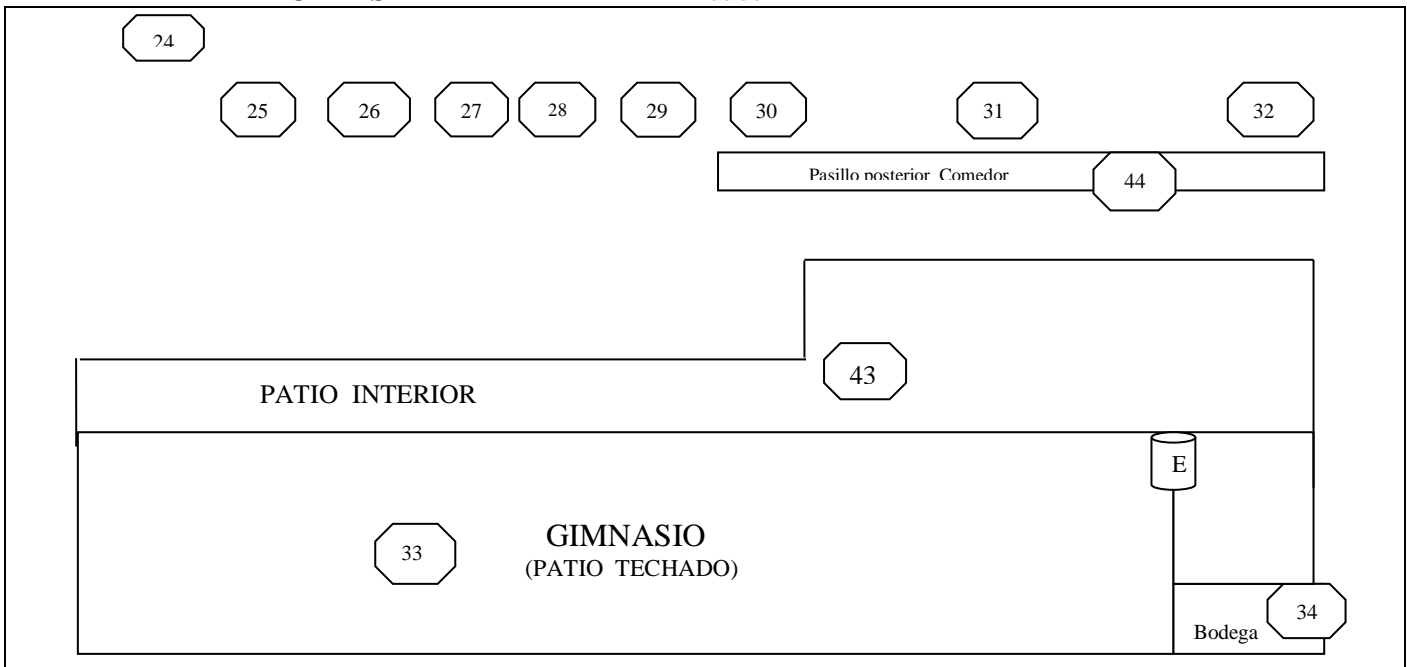 24
25 26 27 28 29 30 31 32
Pasillo posterior Comedor 44
43
PATIO INTERIOR
E
GIMNASIO
33
(PATIO TECHADO)
34
Bodega